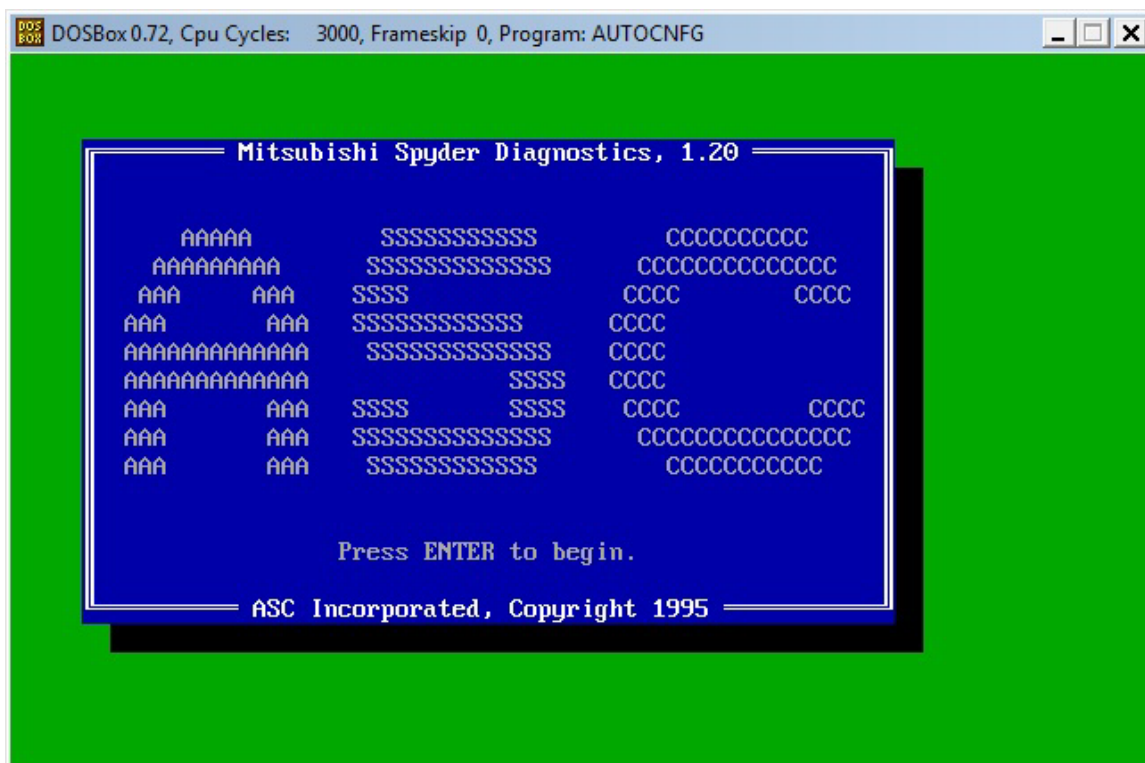 DOSBox 0.72, Cpu Cycles:    3000, Frameskip  0, Program: AUTOCNFG
Mitsubishi Spyder Diagnostics, 1.20
    AAAAA         SSSSSSSSSSS         CCCCCCCCCC
  AAAAAAAAA      SSSSSSSSSSSSS      CCCCCCCCCCCCCC
 AAA     AAA    SSSS               CCCC        CCCC
AAA       AAA   SSSSSSSSSSSS      CCCC
AAAAAAAAAAAAA    SSSSSSSSSSSSS    CCCC
AAAAAAAAAAAAA              SSSS   CCCC
AAA       AAA   SSSS       SSSS    CCCC         CCCC
AAA       AAA   SSSSSSSSSSSSSS      CCCCCCCCCCCCCCC
AAA       AAA    SSSSSSSSSSSS         CCCCCCCCCCC
Press ENTER to begin.
ASC Incorporated, Copyright 1995